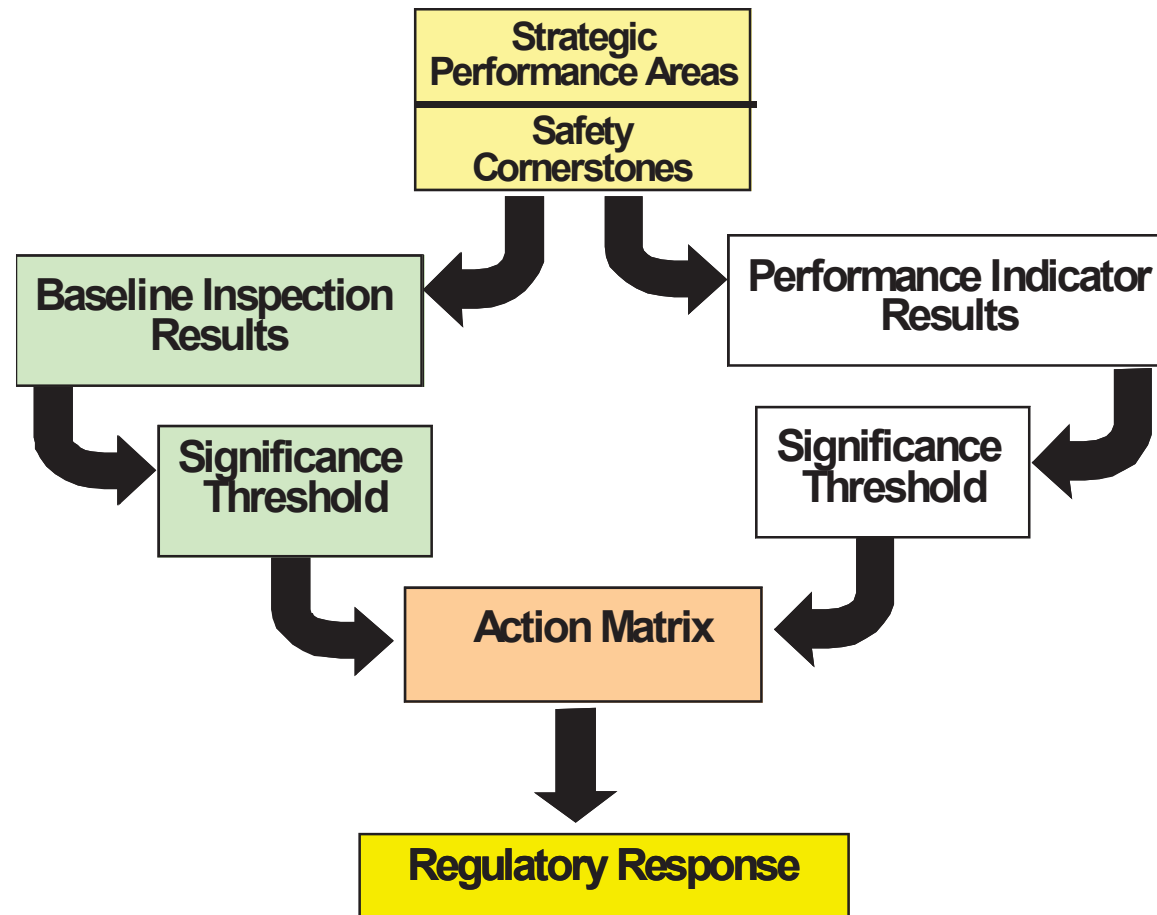 Strategic
Performance Areas
Safety
Cornerstones
Baseline Inspection
Results
Performance Indicator
Results
Significance
Threshold
Significance
Threshold
Action Matrix
Regulatory Response